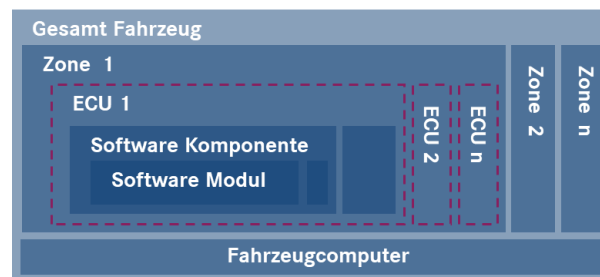 Gesamt Fahrzeug
Zone 1
ECU 1
Software Komponente
Software Modul
ECU 2
ECU n
Zone 2
Zone n
Fahrzeugcomputer